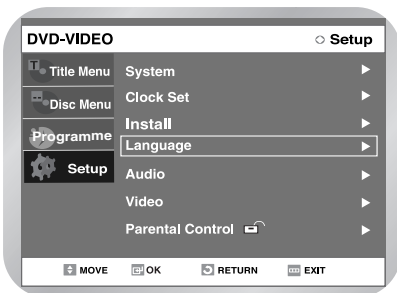 DVD-VIDEO Setup
T Title Menu
Disc Menu
Programme
Setup
System
Clock Set
Install
Language
Audio
Video
Parental Control
MOVE OK RETURN EXIT